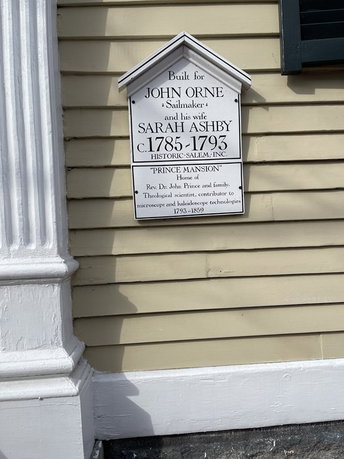 Built for
JOHN ORNE
Sailmaker
and his wife
SARAH ASHBY
c.1785-1793
HISTORIC SALEM, INC.
"PRINCE MANSION"
Home of
Rev. Dr. John Prince and family.
Theological scientist, contributor to
microscope and kaleidoscope technologies
1793-1859